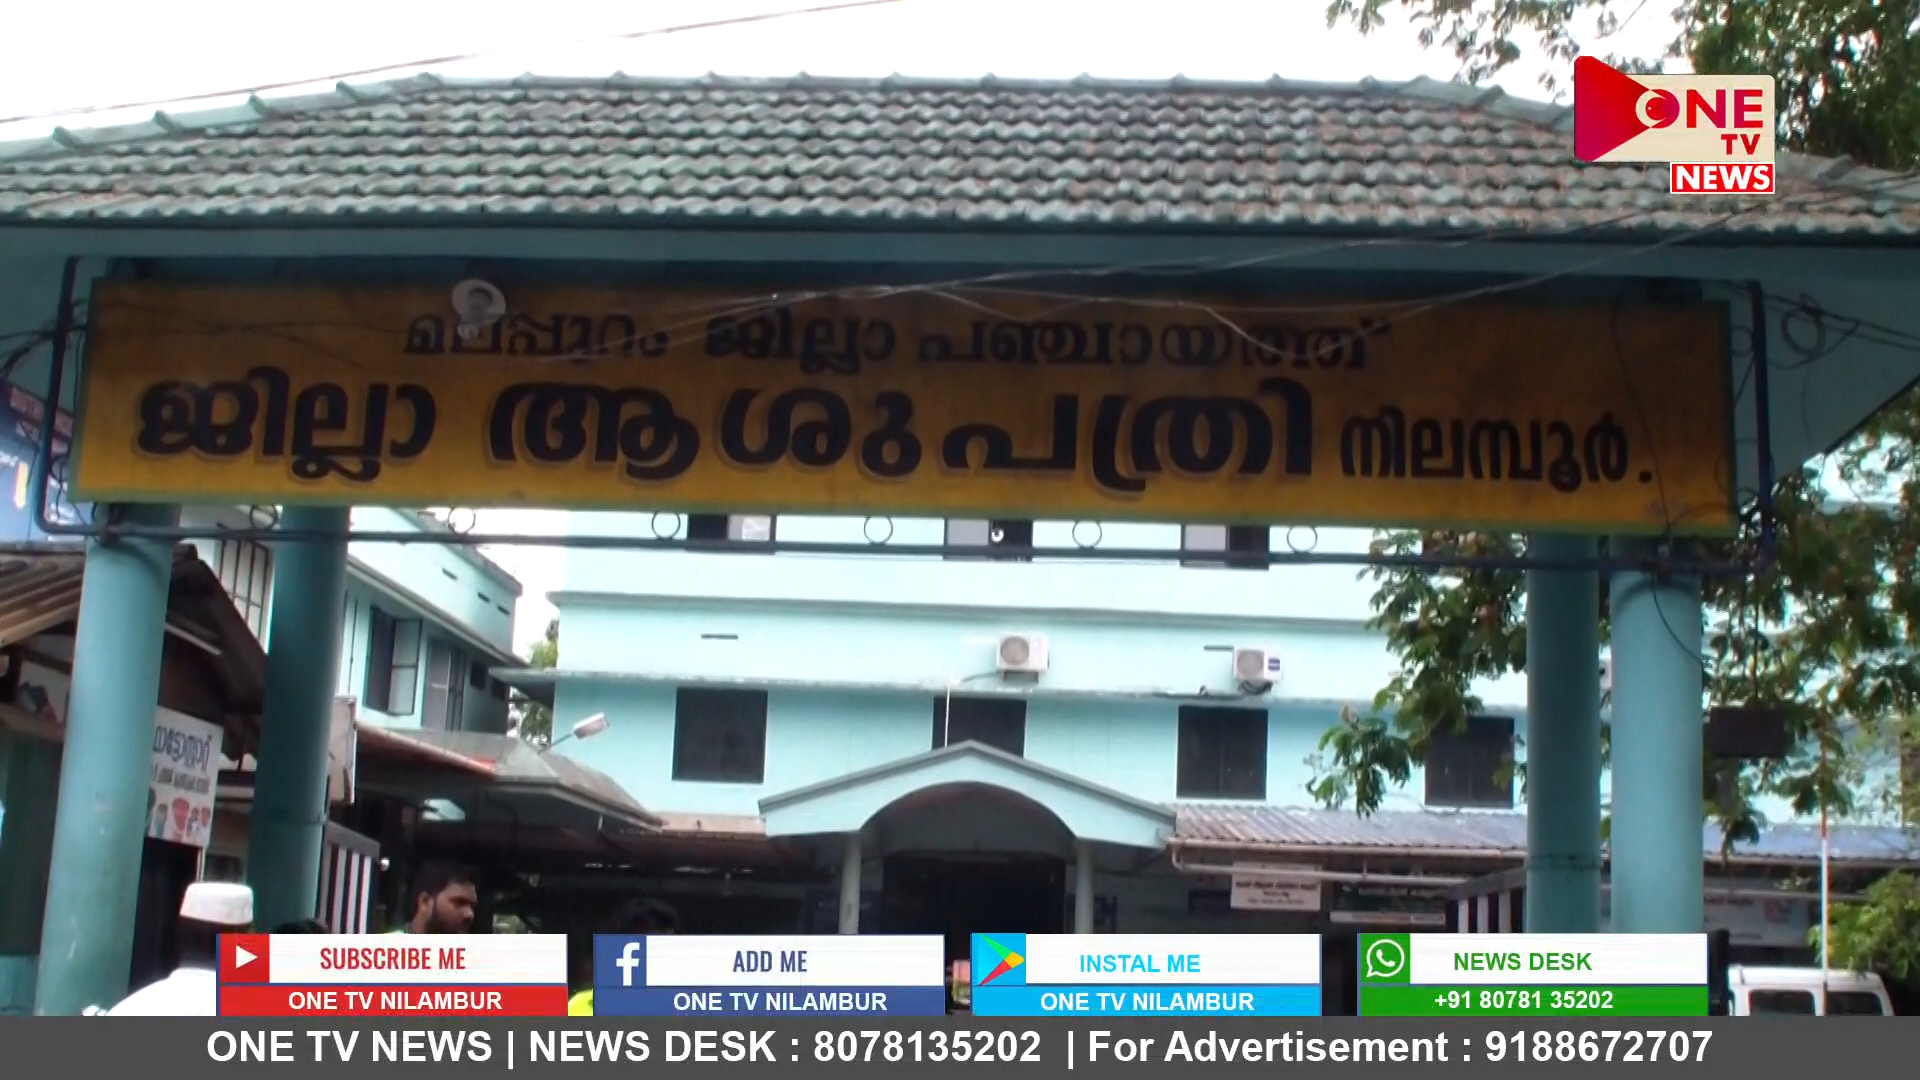 ONE
TV
NEWS
മലപ്പുറം ജില്ലാ പഞ്ചായത്ത്
ജില്ലാ ആശുപത്രി നിലമ്പൂർ.
SUBSCRIBE ME
ONE TV NILAMBUR
ADD ME
ONE TV NILAMBUR
INSTAL ME
ONE TV NILAMBUR
NEWS DESK
+91 80781 35202
ONE TV NEWS | NEWS DESK : 8078135202 | For Advertisement : 9188672707